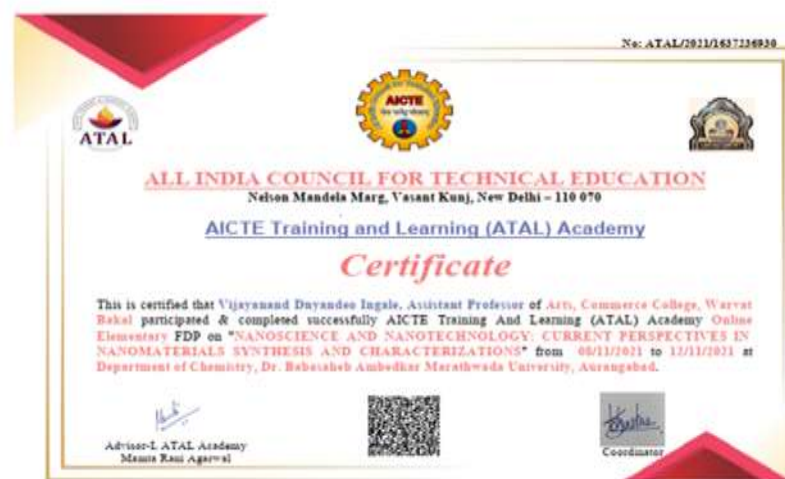 No: ATAL/2021/1637236930
ATAL
AICTE
ALL INDIA COUNCIL FOR TECHNICAL EDUCATION
Nelson Mandela Marg, Vasant Kunj, New Delhi – 110 070
AICTE Training and Learning (ATAL) Academy
Certificate
This is certified that Vijayanand Dnyandeo Ingale, Assistant Professor of Arts, Commerce College, Warvat
Bakal participated & completed successfully AICTE Training And Learning (ATAL) Academy Online
Elementary FDP on "NANOSCIENCE AND NANOTECHNOLOGY: CURRENT PERSPECTIVES IN
NANOMATERIALS SYNTHESIS AND CHARACTERIZATIONS" from 08/11/2021 to 12/11/2021 at
Department of Chemistry, Dr. Babasaheb Ambedkar Marathwada University, Aurangabad.
Advisor-I, ATAL Academy
Mamta Rani Agarwal
Coordinator